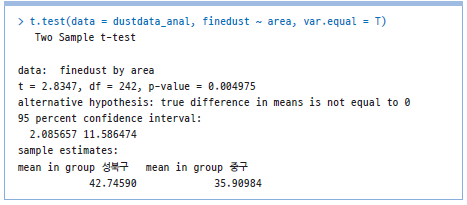 > t.test(data = dustdata_anal, finedust ~ area, var.equal = T)
Two Sample t-test
data: finedust by area
t = 2.8347, df = 242, p-value = 0.004975
alternative hypothesis: true difference in means is not equal to 0
95 percent confidence interval:
2.085657 11.586474
sample estimates:
mean in group 성북구 mean in group 중구
42.74590 35.90984